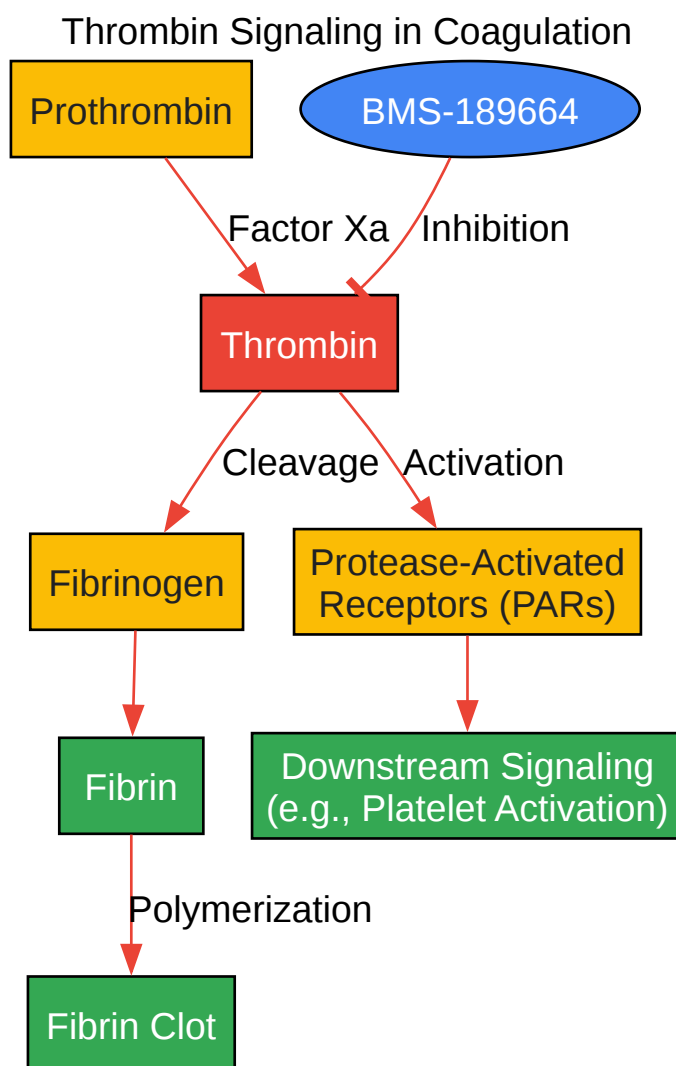 Thrombin Signaling in Coagulation
Prothrombin
BMS-189664
Factor Xa
Inhibition
Thrombin
Cleavage
Activation
Fibrinogen
Protease-Activated
Receptors (PARs)
Fibrin
Downstream Signaling
(e.g., Platelet Activation)
Polymerization
Fibrin Clot